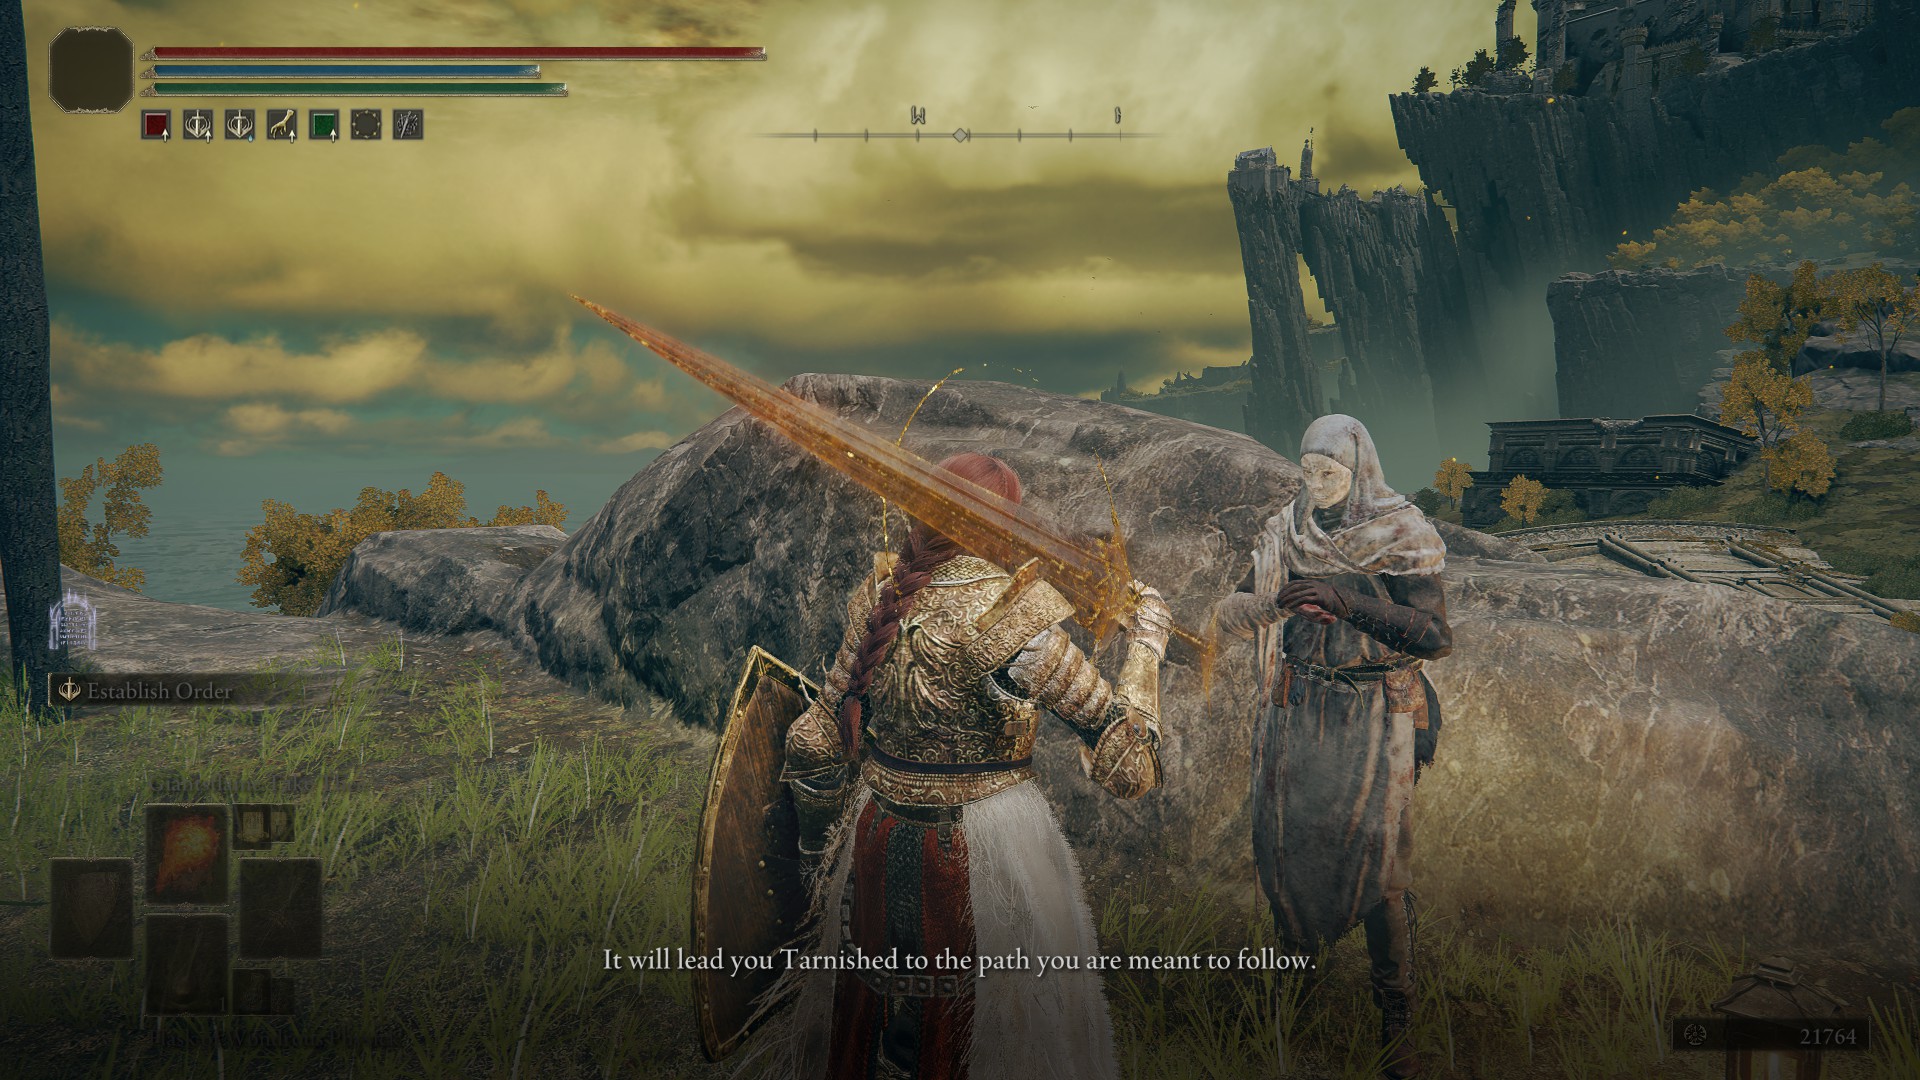 W
Establish Order
It will lead you Tarnished to the path you are meant to follow.
21764